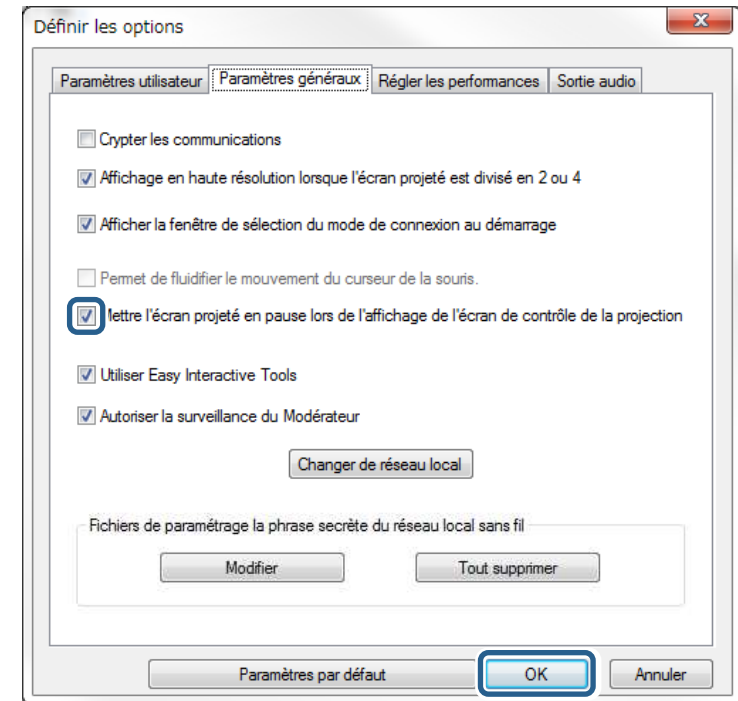 Définir les options
Paramètres utilisateur Paramètres généraux Régler les performances Sortie audio
Crypter les communications
Affichage en haute résolution lorsque l'écran projeté est divisé en 2 ou 4
Afficher la fenêtre de sélection du mode de connexion au démarrage
Permet de fluidifier le mouvement du curseur de la souris.
Mettre l'écran projeté en pause lors de l'affichage de l'écran de contrôle de la projection
Utiliser Easy Interactive Tools
Autoriser la surveillance du Modérateur
Changer de réseau local
Fichiers de paramétrage la phrase secrète du réseau local sans fil
Modifier Tout supprimer
Paramètres par défaut OK Annuler